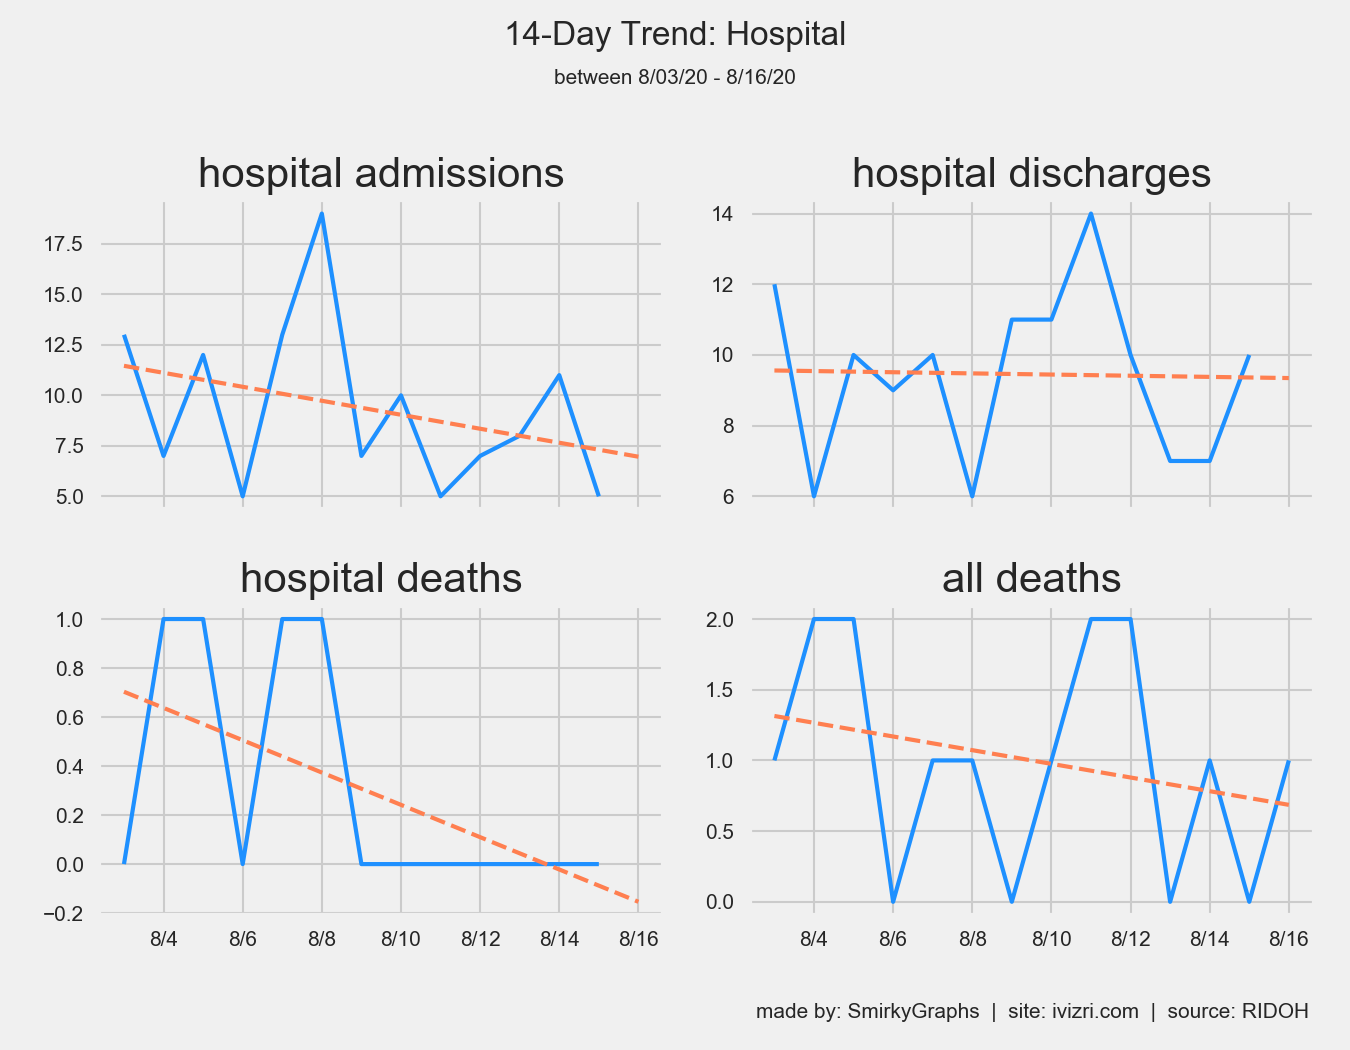 14-Day Trend: Hospital
between 8/03/20 - 8/16/20
hospital admissions
17.5
15.0
12.5
10.0
7.5
5.0
hospital discharges
14
12
10
8
6
hospital deaths
1.0
0.8
0.6
0.4
0.2
0.0
−0.2
8/4 8/6 8/8 8/10 8/12 8/14 8/16
all deaths
2.0
1.5
1.0
0.5
0.0
8/4 8/6 8/8 8/10 8/12 8/14 8/16
made by: SmirkyGraphs | site: ivizri.com | source: RIDOH